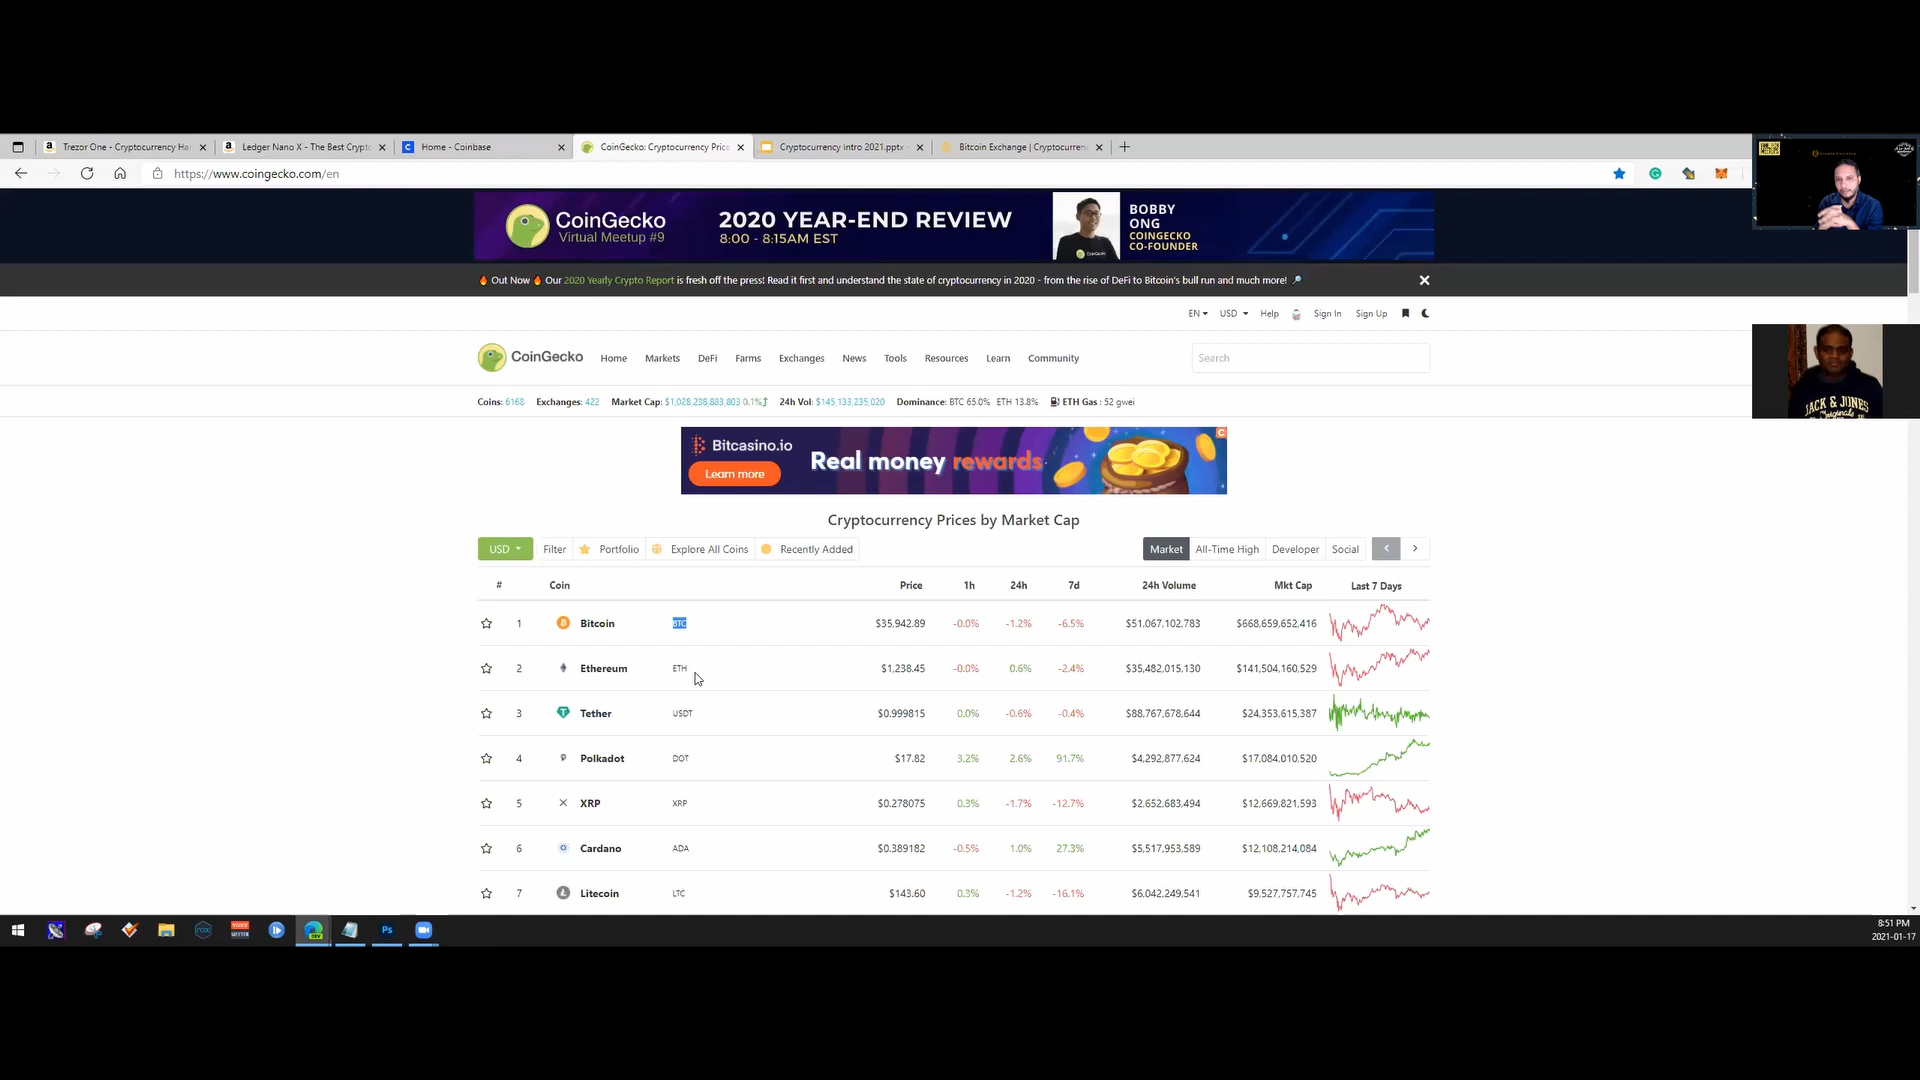 Trezor One - Cryptocurrency Ha
Ledger Nano X - The Best Crypto
Home - Coinbase
CoinGecko: Cryptocurrency Price
Cryptocurrency intro 2021.pptx -
Bitcoin Exchange | Cryptocurrenc
https://www.coingecko.com/en
CoinGecko
Virtual Meetup #9
2020 YEAR-END REVIEW
8:00 - 8:15AM EST
BOBBY
ONG
COINGECKO
CO-FOUNDER
Out Now Our 2020 Yearly Crypto Report is fresh off the press! Read it first and understand the state of cryptocurrency in 2020 - from the rise of DeFi to Bitcoin's bull run and much more!
EN USD Help Sign In Sign Up
CoinGecko Home Markets DeFi Farms Exchanges News Tools Resources Learn Community Search
JACK & JONES
Originals
Coins: 6168 Exchanges: 422 Market Cap: $1,028,238,883,803 0.1% 24h Vol: $145,133,235,020 Dominance: BTC 65.0% ETH 13.8% ETH Gas : 52 gwei
Bitcasino.io
Learn more
Real money rewards
Cryptocurrency Prices by Market Cap
USD Filter Portfolio Explore All Coins Recently Added Market All-Time High Developer Social
# Coin Price 1h 24h 7d 24h Volume Mkt Cap Last 7 Days
1 Bitcoin BTC $35,942.89 -0.0% -1.2% -6.5% $51,067,102,783 $668,659,652,416
2 Ethereum ETH $1,238.45 -0.0% 0.6% -2.4% $35,482,015,130 $141,504,160,529
3 Tether USDT $0.999815 0.0% -0.6% -0.4% $88,767,678,644 $24,353,615,387
4 Polkadot DOT $17.82 3.2% 2.6% 91.7% $4,292,877,624 $17,084,010,520
5 XRP XRP $0.278075 0.3% -1.7% -12.7% $2,652,683,494 $12,669,821,593
6 Cardano ADA $0.389182 -0.5% 1.0% 27.3% $5,517,953,589 $12,108,214,084
7 Litecoin LTC $143.60 0.3% -1.2% -16.1% $6,042,249,541 $9,527,757,745
Ps
8:51 PM
2021-01-17